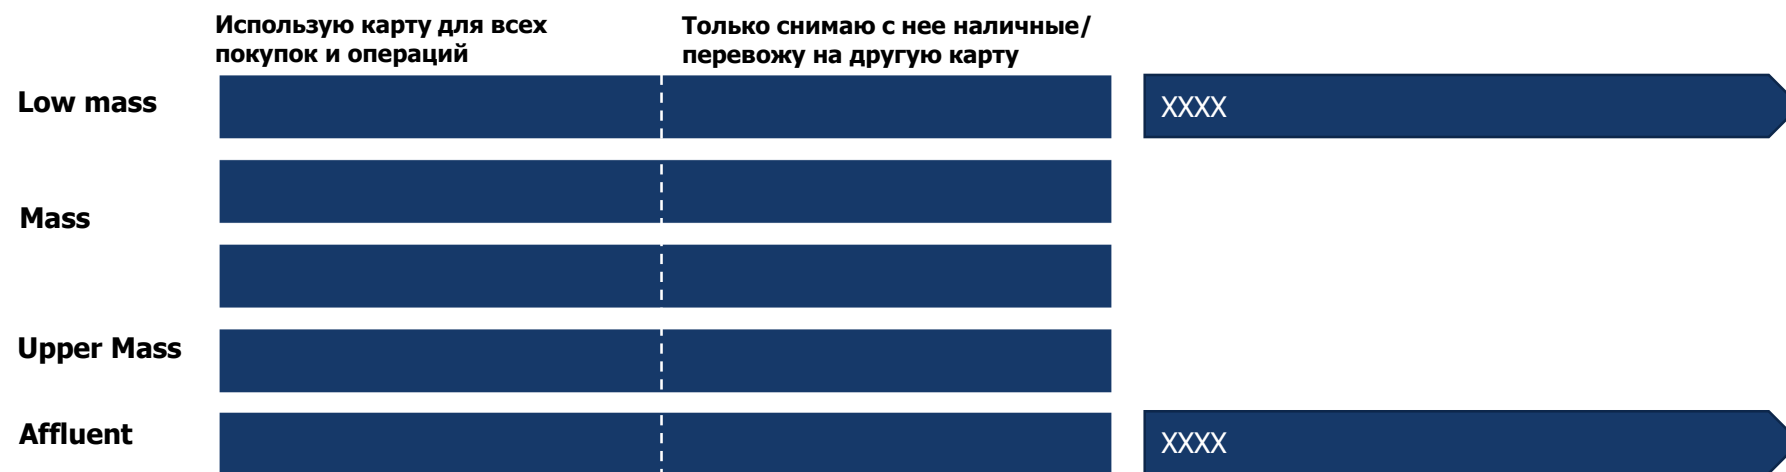 Использую карту для всех
покупок и операций
Только снимаю с нее наличные/
перевожу на другую карту
Low mass
XXXX
Mass
Upper Mass
Affluent
XXXX